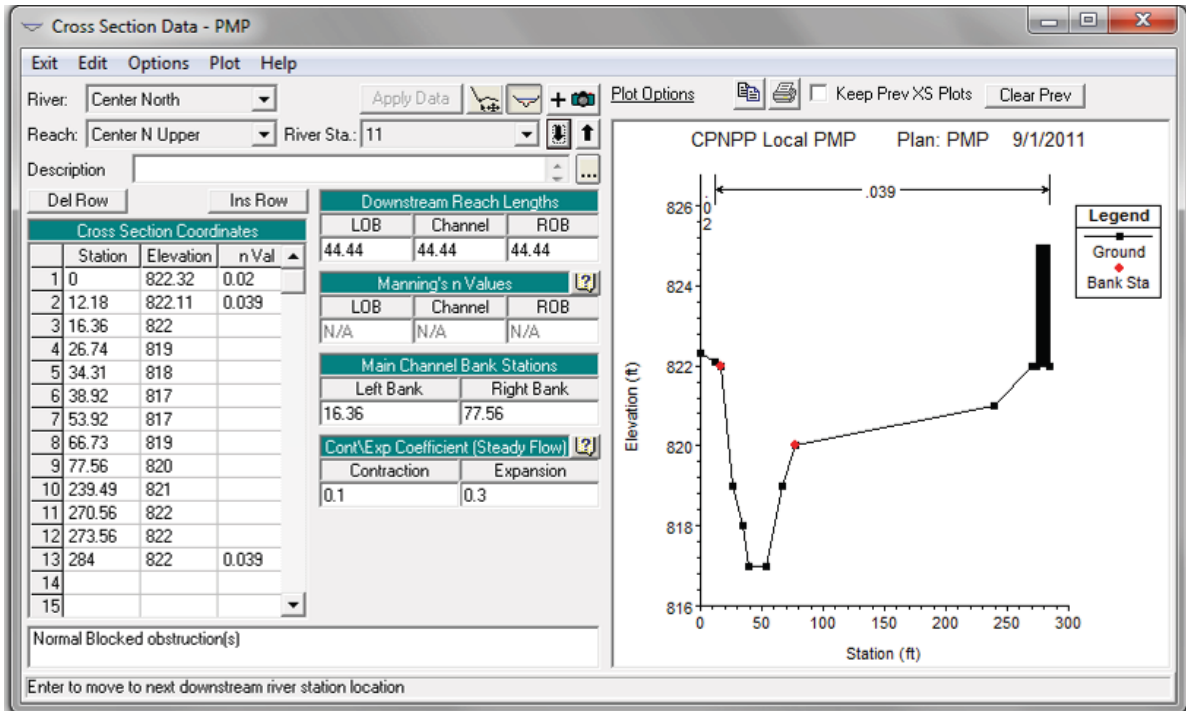 Cross Section Data - PMP
Exit Edit Options Plot Help
River: Center North Apply Data
Reach: Center N Upper River Sta.: 11
Description ...
Del Row Ins Row
Cross Section Coordinates
Station Elevation n Val
1 0 822.32 0.02
2 12.18 822.11 0.039
3 16.36 822
4 26.74 819
5 34.31 818
6 38.92 817
7 53.92 817
8 66.73 819
9 77.56 820
10 239.49 821
11 270.56 822
12 273.56 822
13 284 822 0.039
14
15
Downstream Reach Lengths
LOB Channel ROB
44.44 44.44 44.44
Manning's n Values
LOB Channel ROB
N/A N/A N/A
Main Channel Bank Stations
Left Bank Right Bank
16.36 77.56
Cont\Exp Coefficient (Steady Flow)
Contraction Expansion
0.1 0.3
Normal Blocked obstruction(s)
Enter to move to next downstream river station location
Plot Options Keep Prev XS Plots Clear Prev
CPNPP Local PMP Plan: PMP 9/1/2011
.02
.039
Legend
Ground
Bank Sta
826
824
822
820
818
816
Elevation (ft)
0 50 100 150 200 250 300
Station (ft)